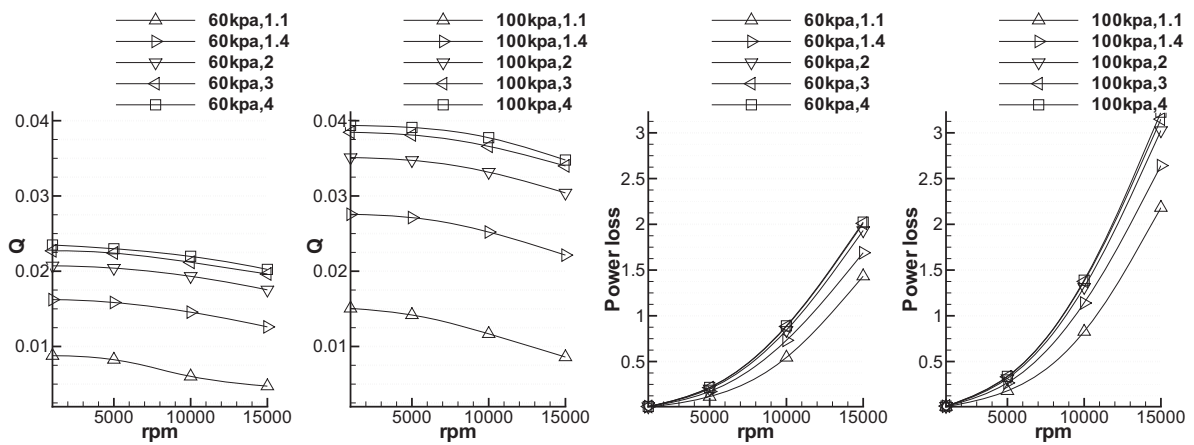 60kpa,1.1
60kpa,1.4
60kpa,2
60kpa,3
60kpa,4
0.04
0.03
0.02
0.01
Q
5000 10000 15000
rpm
100kpa,1.1
100kpa,1.4
100kpa,2
100kpa,3
100kpa,4
0.04
0.03
0.02
0.01
Q
5000 10000 15000
rpm
60kpa,1.1
60kpa,1.4
60kpa,2
60kpa,3
60kpa,4
3
2.5
2
1.5
1
0.5
Power loss
5000 10000 15000
rpm
100kpa,1.1
100kpa,1.4
100kpa,2
100kpa,3
100kpa,4
3
2.5
2
1.5
1
0.5
Power loss
5000 10000 15000
rpm